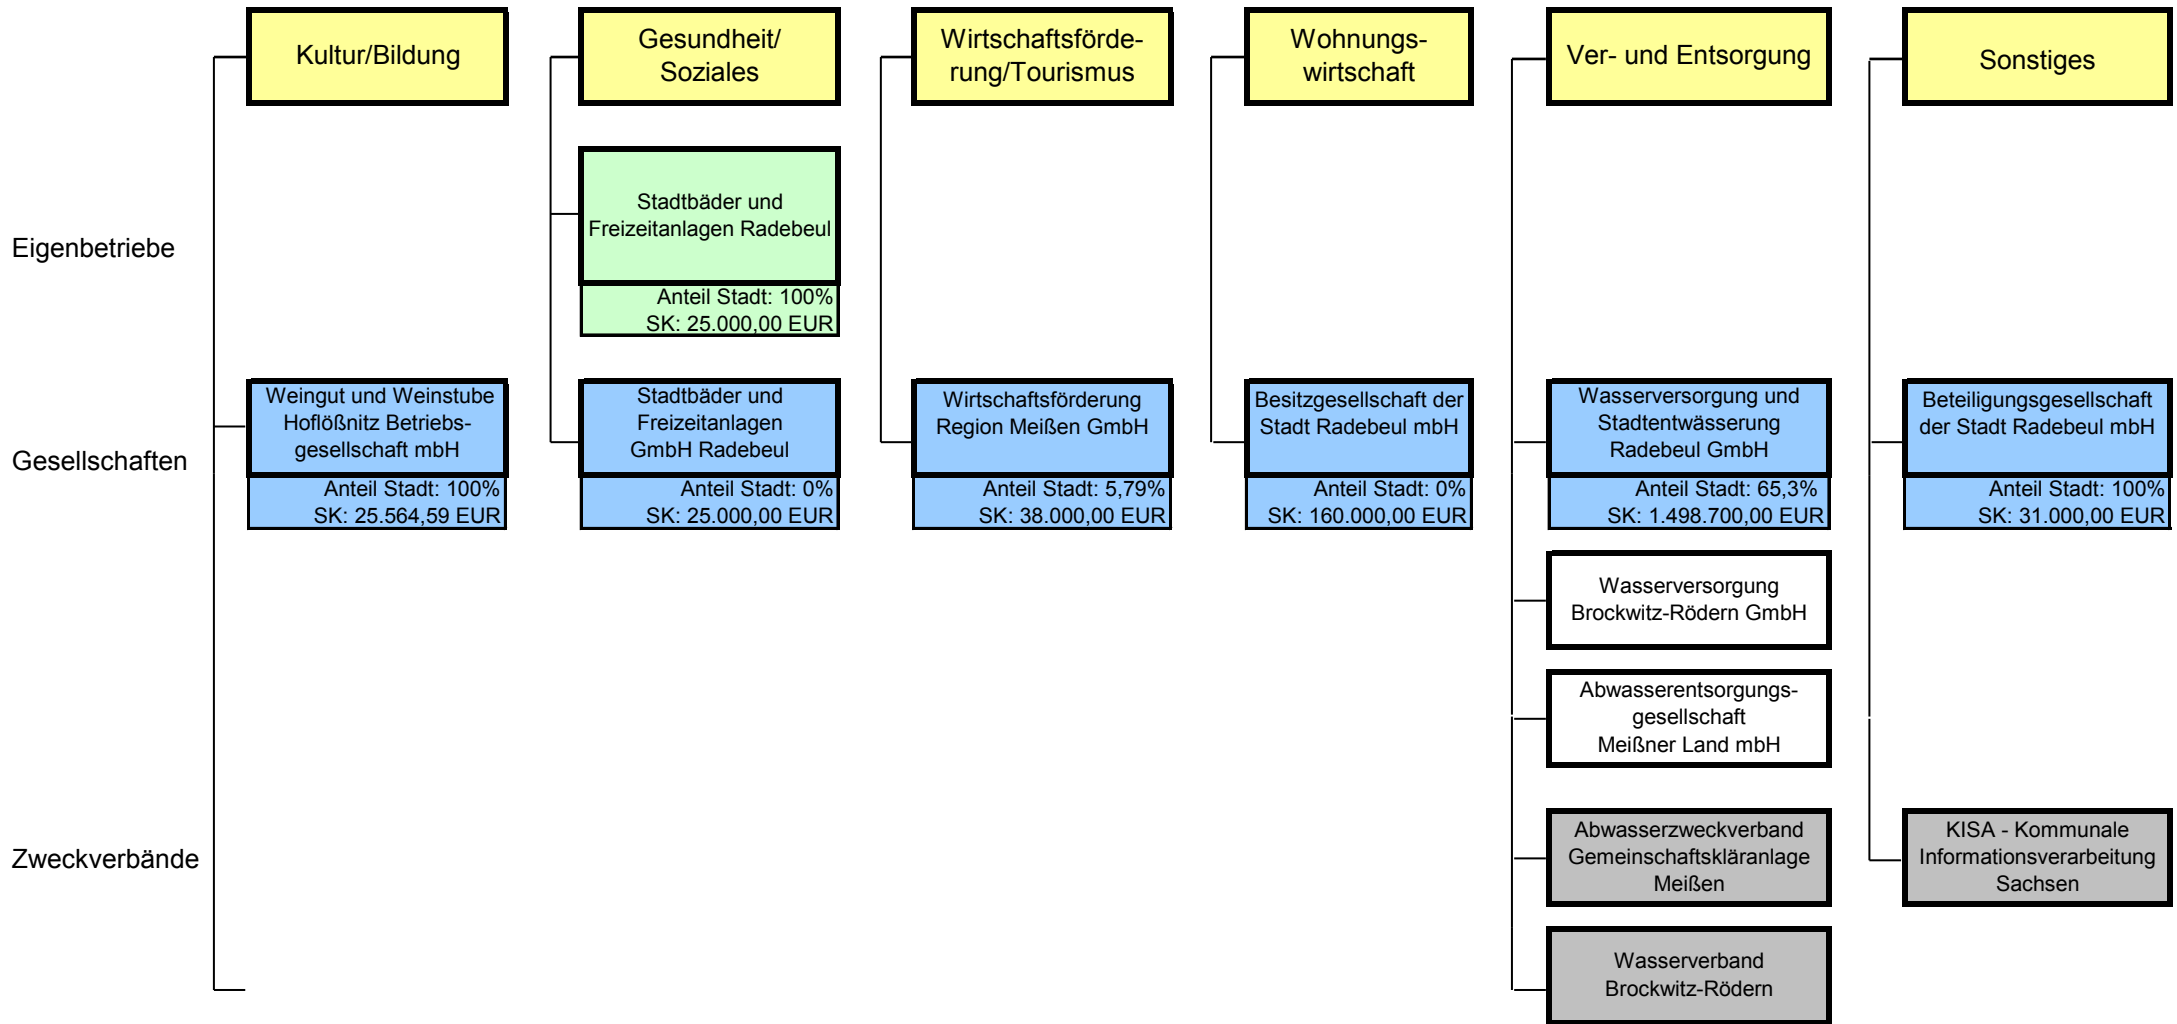 Kultur/Bildung
Gesundheit/
Soziales
Wirtschaftsförde-
rung/Tourismus
Wohnungs-
wirtschaft
Ver- und Entsorgung
Sonstiges
Eigenbetriebe
Stadtbäder und
Freizeitanlagen Radebeul
Anteil Stadt: 100%
SK: 25.000,00 EUR
Gesellschaften
Weingut und Weinstube
Hoflößnitz Betriebs-
gesellschaft mbH
Anteil Stadt: 100%
SK: 25.564,59 EUR
Stadtbäder und
Freizeitanlagen
GmbH Radebeul
Anteil Stadt: 0%
SK: 25.000,00 EUR
Wirtschaftsförderung
Region Meißen GmbH
Anteil Stadt: 5,79%
SK: 38.000,00 EUR
Besitzgesellschaft der
Stadt Radebeul mbH
Anteil Stadt: 0%
SK: 160.000,00 EUR
Wasserversorgung und
Stadtentwässerung
Radebeul GmbH
Anteil Stadt: 65,3%
SK: 1.498.700,00 EUR
Beteiligungsgesellschaft
der Stadt Radebeul mbH
Anteil Stadt: 100%
SK: 31.000,00 EUR
Wasserversorgung
Brockwitz-Rödern GmbH
Abwasserentsorgungs-
gesellschaft
Meißner Land mbH
Zweckverbände
Abwasserzweckverband
Gemeinschaftskläranlage
Meißen
KISA - Kommunale
Informationsverarbeitung
Sachsen
Wasserverband
Brockwitz-Rödern